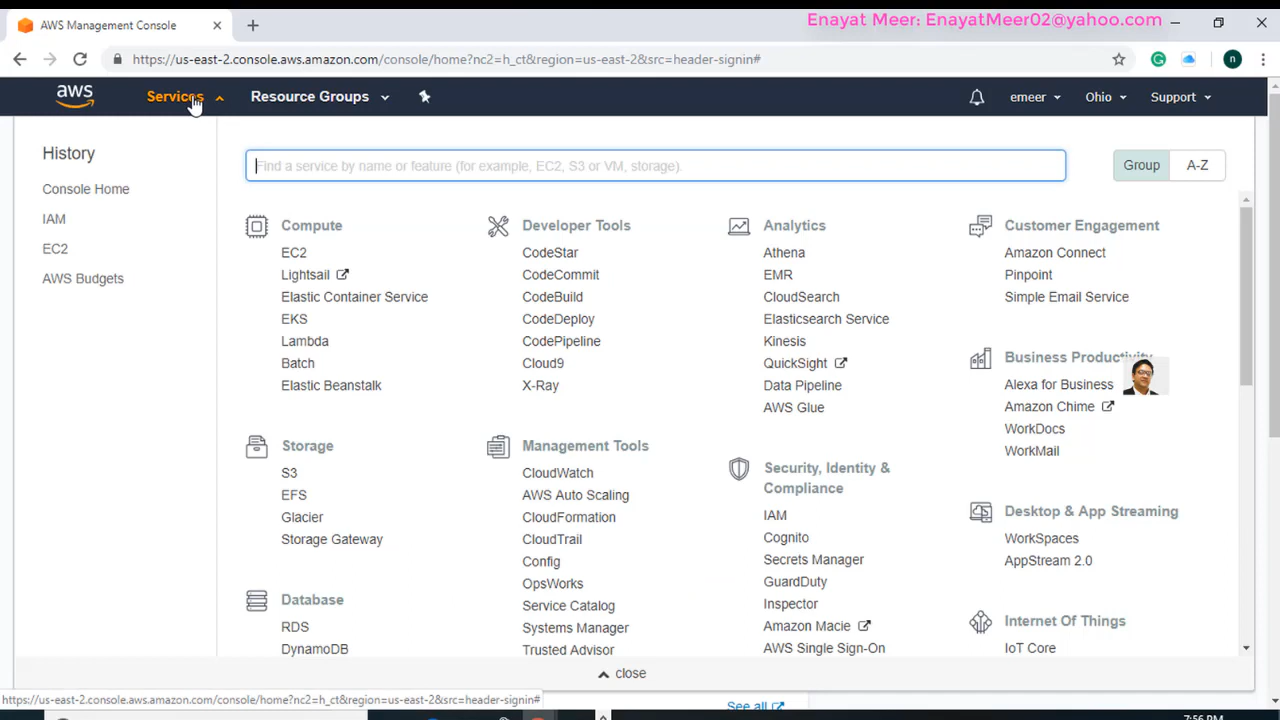 AWS Management Console
Enayat Meer: EnayatMeer02@yahoo.com
https://us-east-2.console.aws.amazon.com/console/home?nc2=h_ct&region=us-east-2&src=header-signin#
n
aws
Services
Resource Groups
emeer
Ohio
Support
History
Console Home
IAM
EC2
AWS Budgets
Find a service by name or feature (for example, EC2, S3 or VM, storage).
Group
A-Z
Compute
EC2
Lightsail
Elastic Container Service
EKS
Lambda
Batch
Elastic Beanstalk
Storage
S3
EFS
Glacier
Storage Gateway
Database
RDS
DynamoDB
Developer Tools
CodeStar
CodeCommit
CodeBuild
CodeDeploy
CodePipeline
Cloud9
X-Ray
Management Tools
CloudWatch
AWS Auto Scaling
CloudFormation
CloudTrail
Config
OpsWorks
Service Catalog
Systems Manager
Trusted Advisor
Analytics
Athena
EMR
CloudSearch
Elasticsearch Service
Kinesis
QuickSight
Data Pipeline
AWS Glue
Security, Identity &
Compliance
IAM
Cognito
Secrets Manager
GuardDuty
Inspector
Amazon Macie
AWS Single Sign-On
Customer Engagement
Amazon Connect
Pinpoint
Simple Email Service
Business Productivity
Alexa for Business
Amazon Chime
WorkDocs
WorkMail
Desktop & App Streaming
WorkSpaces
AppStream 2.0
Internet Of Things
IoT Core
close
https://us-east-2.console.aws.amazon.com/console/home?nc2=h_ct&region=us-east-2&src=header-signin#
See all
7:56 PM